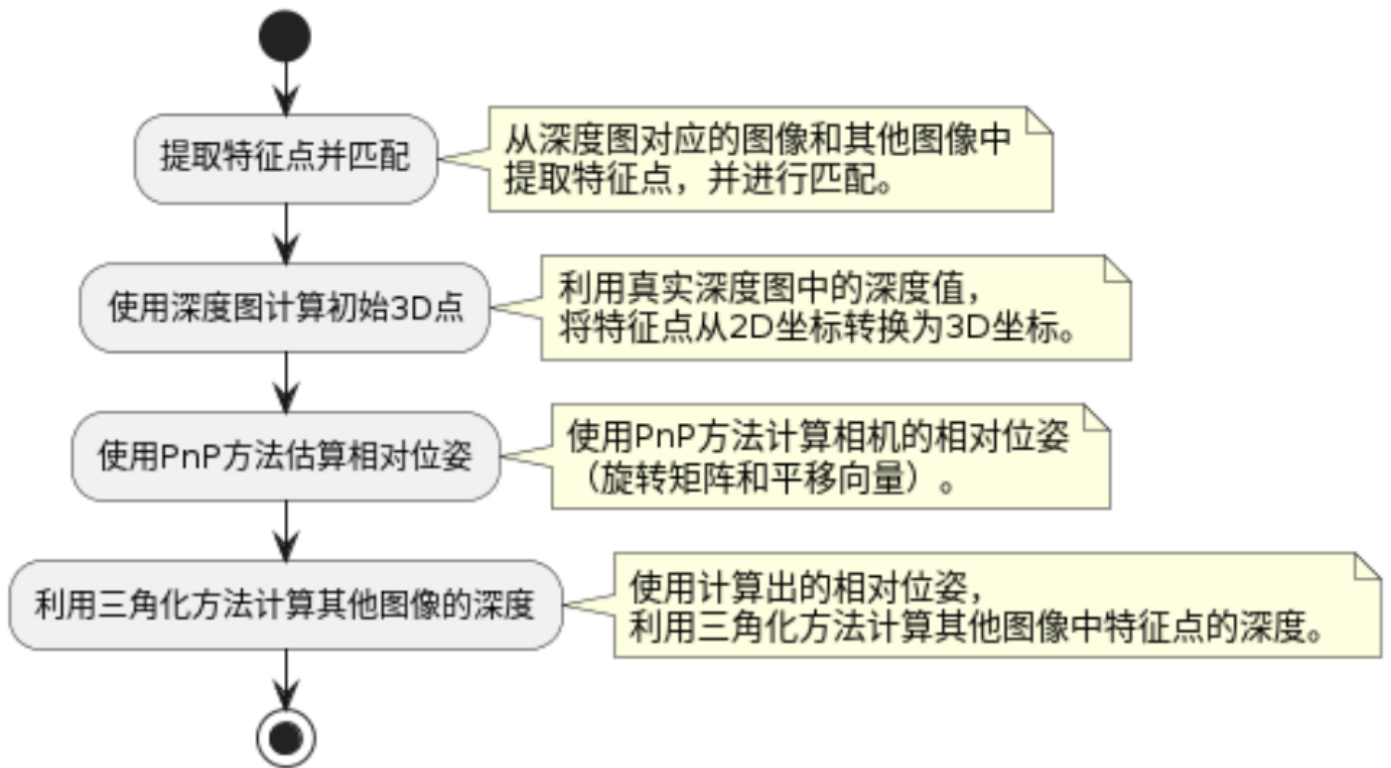 提取特征点并匹配
从深度图对应的图像和其他图像中
提取特征点，并进行匹配。
使用深度图计算初始3D点
利用真实深度图中的深度值，
将特征点从2D坐标转换为3D坐标。
使用PnP方法估算相对位姿
使用PnP方法计算相机的相对位姿
（旋转矩阵和平移向量）。
利用三角化方法计算其他图像的深度
使用计算出的相对位姿，
利用三角化方法计算其他图像中特征点的深度。